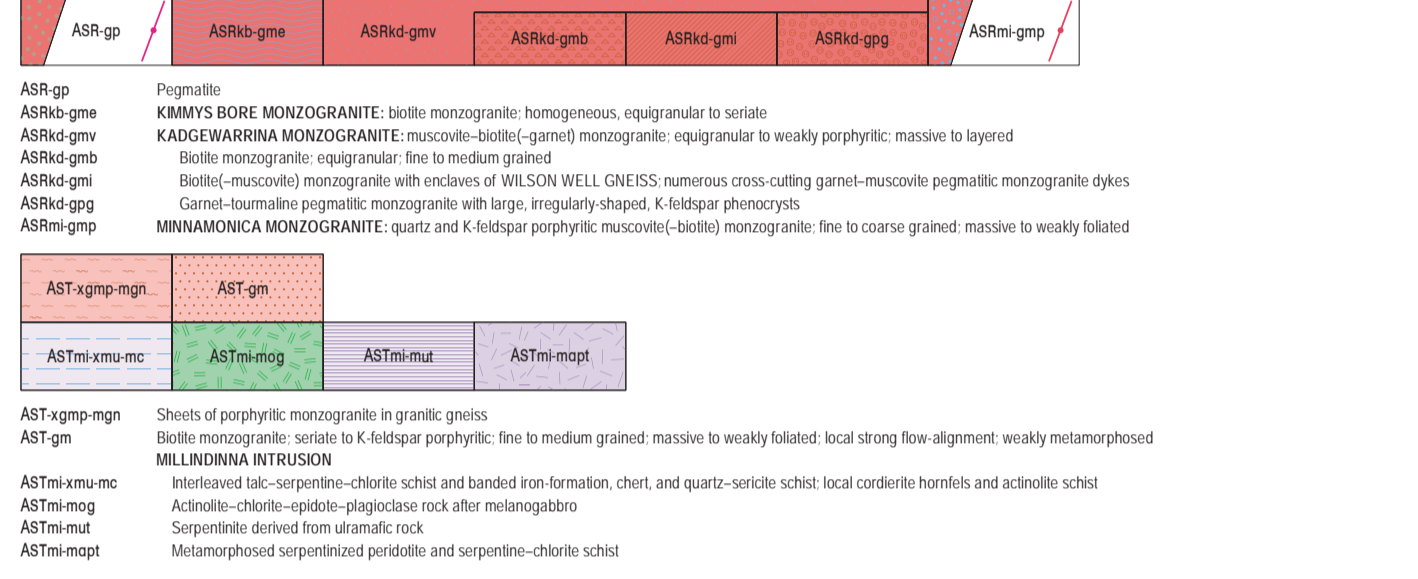 ASR-gp
ASRkb-gme
ASRkd-gmv
ASRkd-gmb
ASRkd-gmi
ASRkd-gpg
ASRmi-gmp
ASR-gp Pegmatite
ASRkb-gme KIMMYS BORE MONZOGRANITE: biotite monzogranite; homogeneous, equigranular to seriate
ASRkd-gmv KADGEWARRINA MONZOGRANITE: muscovite–biotite(–garnet) monzogranite; equigranular to weakly porphyritic; massive to layered
ASRkd-gmb Biotite monzogranite; equigranular; fine to medium grained
ASRkd-gmi Biotite(–muscovite) monzogranite with enclaves of WILSON WELL GNEISS; numerous cross-cutting garnet–muscovite pegmatitic monzogranite dykes
ASRkd-gpg Garnet–tourmaline pegmatitic monzogranite with large, irregularly-shaped, K-feldspar phenocrysts
ASRmi-gmp MINNAMONICA MONZOGRANITE: quartz and K-feldspar porphyritic muscovite(–biotite) monzogranite; fine to coarse grained; massive to weakly foliated
AST-xgmp-mgn
AST-gm
ASTmi-xmu-mc
ASTmi-mog
ASTmi-mut
ASTmi-mapt
AST-xgmp-mgn Sheets of porphyritic monzogranite in granitic gneiss
AST-gm Biotite monzogranite; seriate to K-feldspar porphyritic; fine to medium grained; massive to weakly foliated; local strong flow-alignment; weakly metamorphosed
MILLINDINNA INTRUSION
ASTmi-xmu-mc Interleaved talc–serpentine–chlorite schist and banded iron-formation, chert, and quartz–sericite schist; local cordierite hornfels and actinolite schist
ASTmi-mog Actinolite–chlorite–epidote–plagioclase rock after melanogabbro
ASTmi-mut Serpentinite derived from ulramafic rock
ASTmi-mapt Metamorphosed serpentinized peridotite and serpentine–chlorite schist